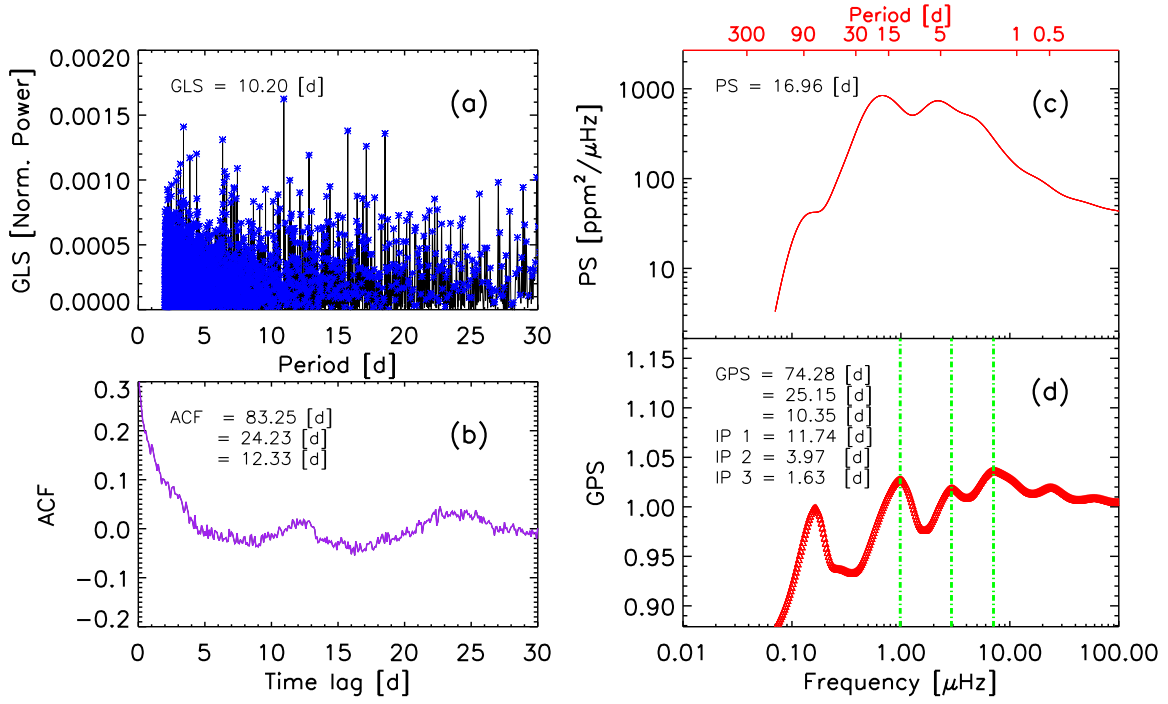 GLS = 10.20 [d]
(a)
GLS [Norm. Power]
0.0020
0.0015
0.0010
0.0005
0.0000
0 5 10 15 20 25 30
Period [d]
ACF = 83.25 [d]
= 24.23 [d]
= 12.33 [d]
(b)
ACF
0.3
0.2
0.1
0.0
−0.1
−0.2
0 5 10 15 20 25 30
Time lag [d]
Period [d]
300 90 30 15 5 1 0.5
PS = 16.96 [d]
(c)
PS [ppm²/μHz]
1000
100
10
GPS = 74.28 [d]
= 25.15 [d]
= 10.35 [d]
IP 1 = 11.74 [d]
IP 2 = 3.97 [d]
IP 3 = 1.63 [d]
(d)
GPS
1.15
1.10
1.05
1.00
0.95
0.90
0.01 0.10 1.00 10.00 100.00
Frequency [μHz]